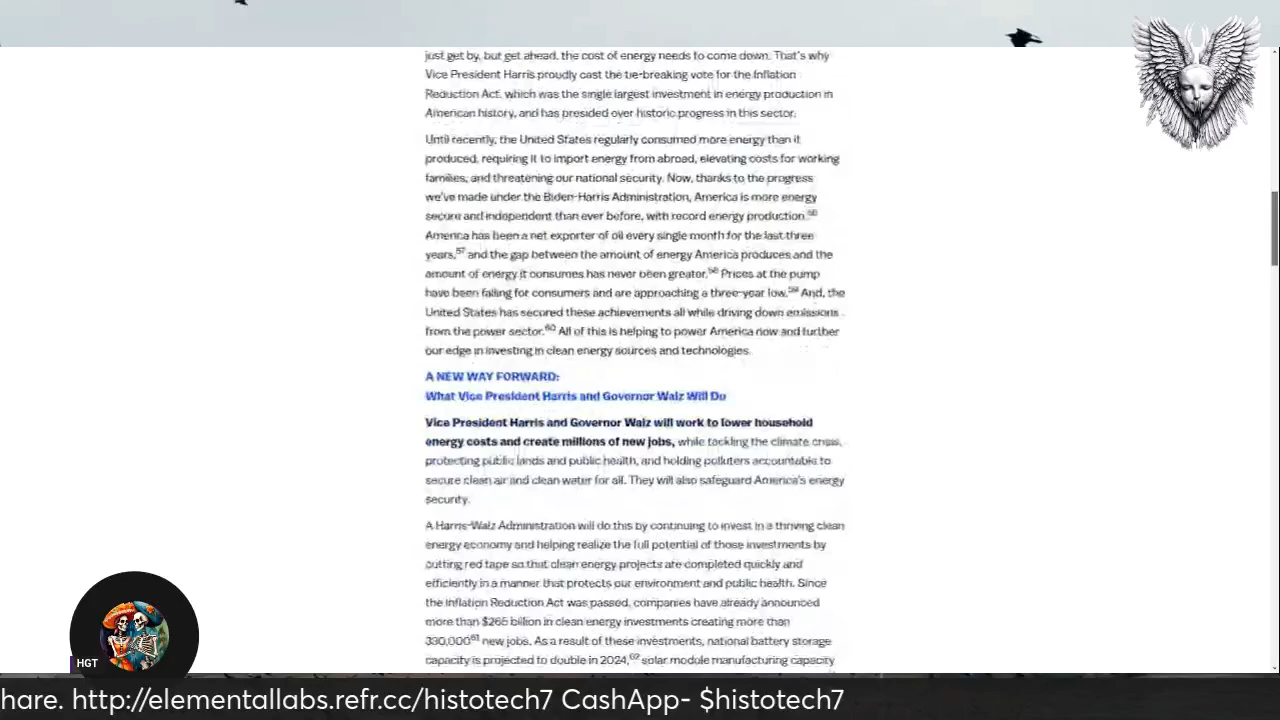 just get by, but get ahead, the cost of energy needs to come down. That's why
Vice President Harris proudly cast the tie-breaking vote for the Inflation
Reduction Act, which was the single largest investment in energy production in
American history, and has presided over historic progress in this sector.
Until recently, the United States regularly consumed more energy than it
produced, requiring it to import energy from abroad, elevating costs for working
families, and threatening our national security. Now, thanks to the progress
we've made under the Biden-Harris Administration, America is more energy
secure and independent than ever before, with record energy production.56
America has been a net exporter of oil every single month for the last three
years,57 and the gap between the amount of energy America produces and the
amount of energy it consumes has never been greater.58 Prices at the pump
have been falling for consumers and are approaching a three-year low.59 And, the
United States has secured these achievements all while driving down emissions
from the power sector.60 All of this is helping to power America now and further
our edge in investing in clean energy sources and technologies.
A NEW WAY FORWARD:
What Vice President Harris and Governor Walz Will Do
Vice President Harris and Governor Walz will work to lower household
energy costs and create millions of new jobs, while tackling the climate crisis,
protecting public lands and public health, and holding polluters accountable to
secure clean air and clean water for all. They will also safeguard America's energy
security.
A Harris-Walz Administration will do this by continuing to invest in a thriving clean
energy economy and helping realize the full potential of those investments by
cutting red tape so that clean energy projects are completed quickly and
efficiently in a manner that protects our environment and public health. Since
the Inflation Reduction Act was passed, companies have already announced
more than $265 billion in clean energy investments creating more than
330,00061 new jobs. As a result of these investments, national battery storage
capacity is projected to double in 2024,62 solar module manufacturing capacity
HGT
hare. http://elementallabs.refr.cc/histotech7 CashApp- $histotech7